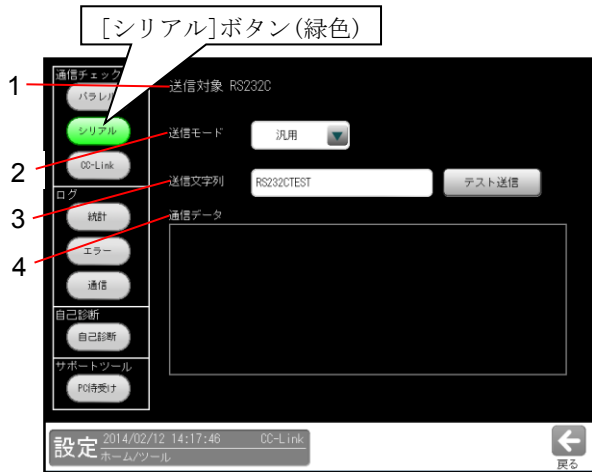 [シリアル]ボタン(緑色)
通信チェック
パラレル
シリアル
CC-Link
ログ
統計
エラー
通信
自己診断
自己診断
サポートツール
PC待受け
1
送信対象 RS232C
2
送信モード 汎用
3
送信文字列 RS232CTEST テスト送信
4
通信データ
設定 2014/02/12 14:17:46 CC-Link
ホーム/ツール
戻る